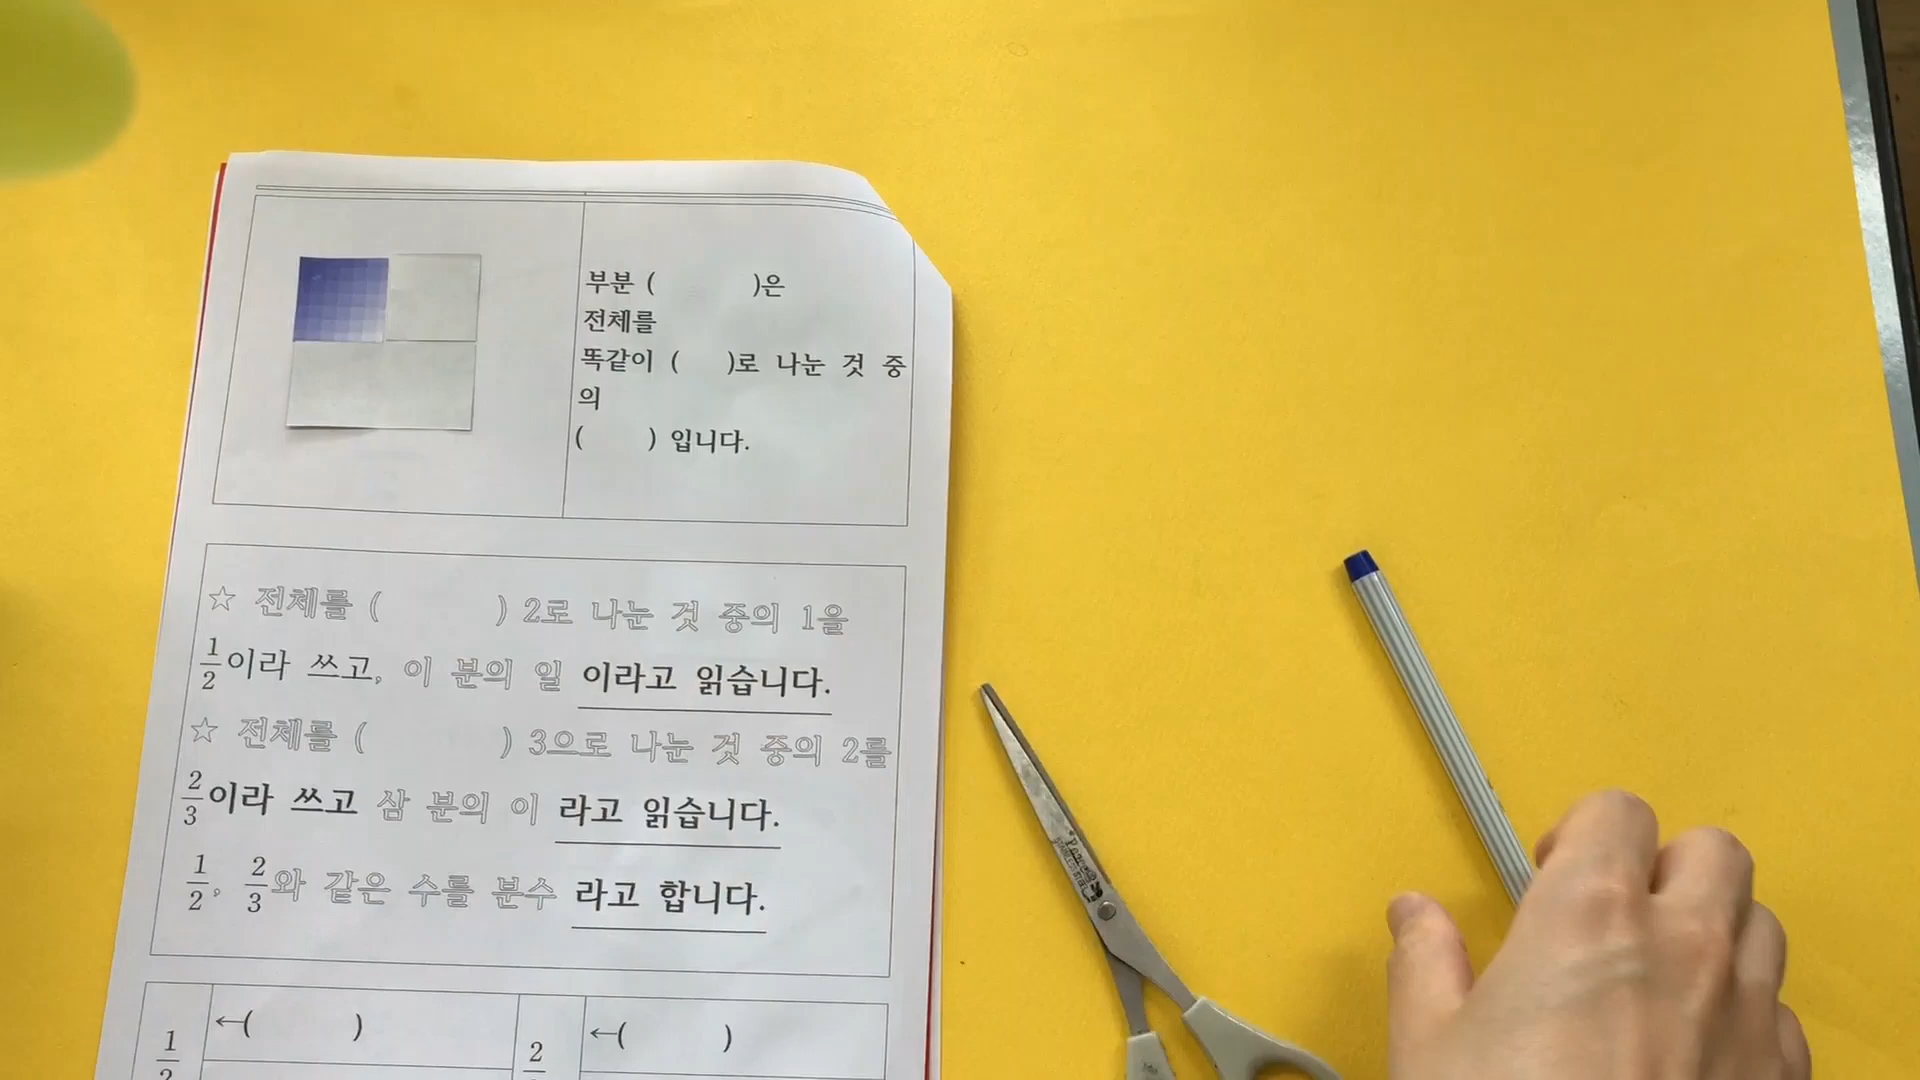 부분 (          )은
전체를
똑같이 (    )로 나눈 것 중
의
(      ) 입니다.
☆ 전체를 (          ) 2로 나눈 것 중의 1을
1/2이라 쓰고, 이 분의 일 이라고 읽습니다.
☆ 전체를 (          ) 3으로 나눈 것 중의 2를
2/3이라 쓰고 삼 분의 이 라고 읽습니다.
1/2, 2/3와 같은 수를 분수 라고 합니다.
1/2 ←(          ) 2 ←(          )